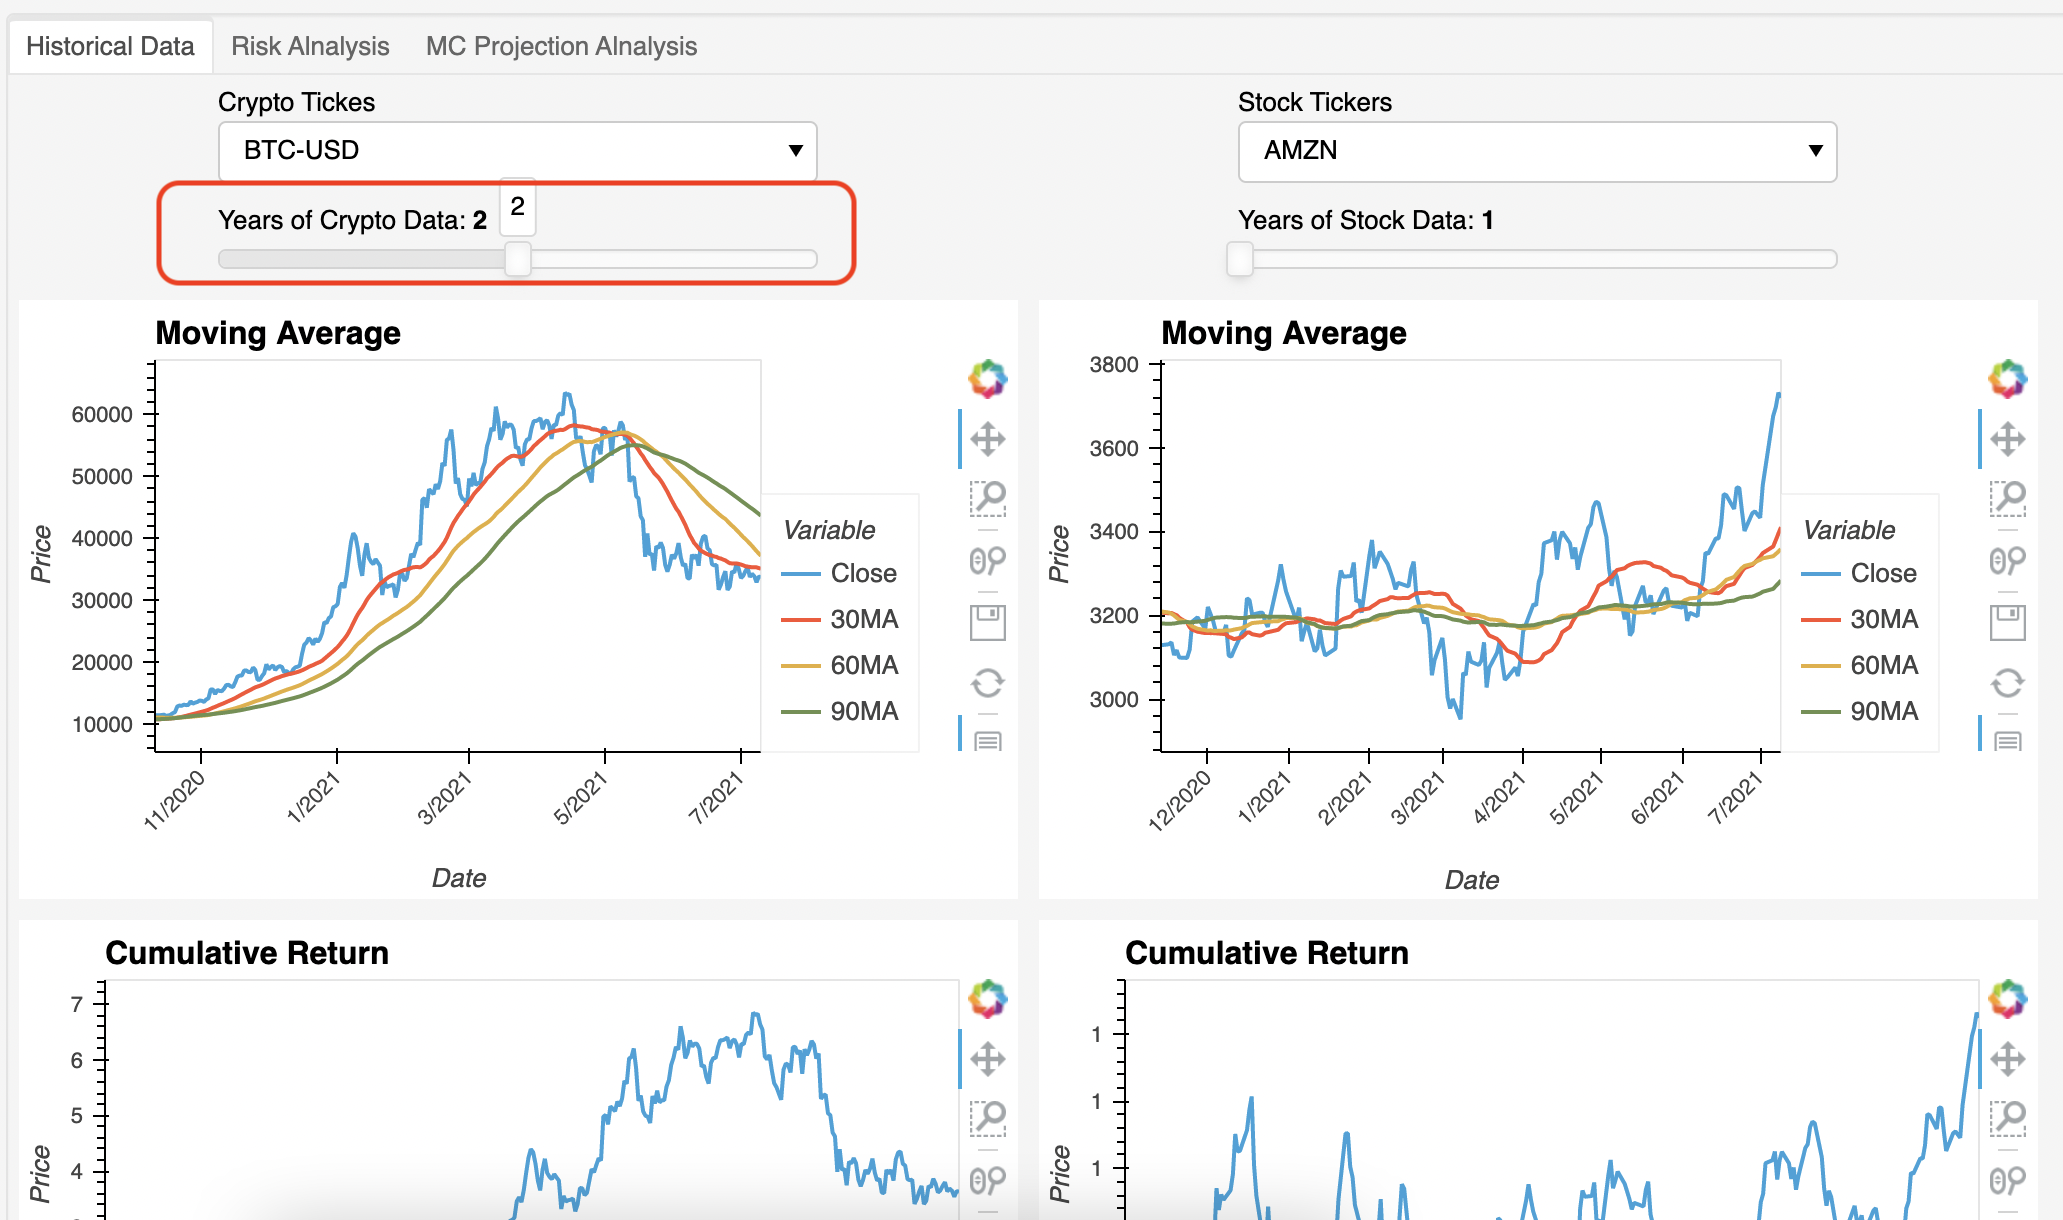 Historical Data
Risk Alnalysis
MC Projection Alnalysis
Crypto Tickes
BTC-USD
Years of Crypto Data: 2
2
Stock Tickers
AMZN
Years of Stock Data: 1
Moving Average
60000
50000
40000
30000
20000
10000
Price
11/2020
1/2021
3/2021
5/2021
7/2021
Date
Variable
Close
30MA
60MA
90MA
Moving Average
3800
3600
3400
3200
3000
Price
12/2020
1/2021
2/2021
3/2021
4/2021
5/2021
6/2021
7/2021
Date
Variable
Close
30MA
60MA
90MA
Cumulative Return
7
6
5
4
Price
Cumulative Return
1
1
1
Price